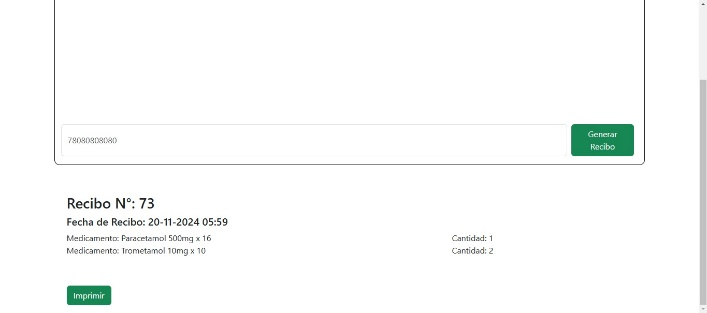 78080808080
Generar
Recibo
Recibo N°: 73
Fecha de Recibo: 20-11-2024 05:59
Medicamento: Paracetamol 500mg x 16 Cantidad: 1
Medicamento: Trometamol 10mg x 10 Cantidad: 2
Imprimir